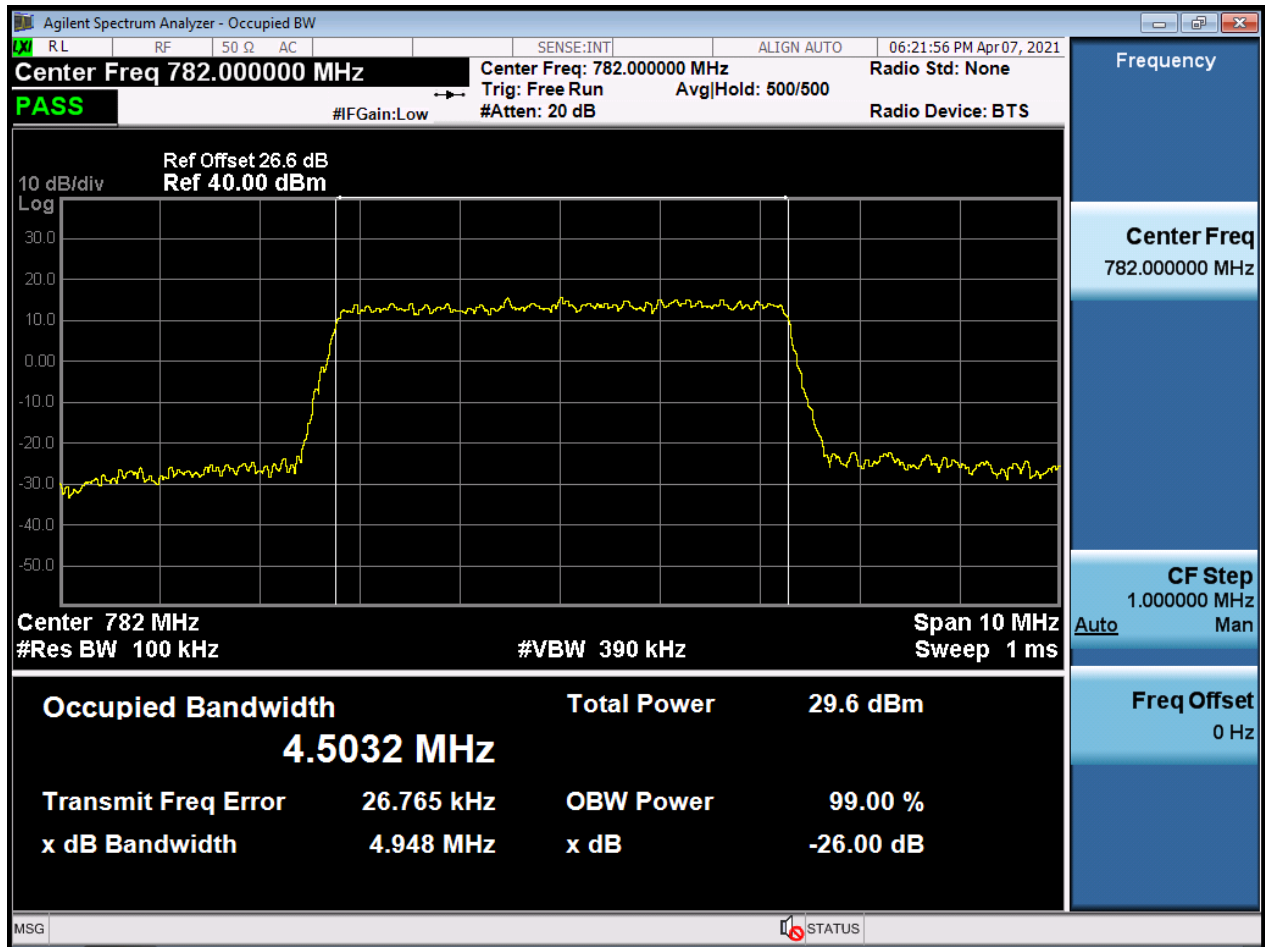 Agilent Spectrum Analyzer - Occupied BW
LXI RL RF 50 Ω AC SENSE:INT ALIGN AUTO 06:21:56 PM Apr 07, 2021
Center Freq 782.000000 MHz
Center Freq: 782.000000 MHz Radio Std: None
Trig: Free Run Avg|Hold: 500/500
PASS #IFGain:Low #Atten: 20 dB Radio Device: BTS
Ref Offset 26.6 dB
10 dB/div Ref 40.00 dBm
Log
30.0
20.0
10.0
0.00
-10.0
-20.0
-30.0
-40.0
-50.0
Center 782 MHz Span 10 MHz
#Res BW 100 kHz #VBW 390 kHz Sweep 1 ms
Occupied Bandwidth Total Power 29.6 dBm
4.5032 MHz
Transmit Freq Error 26.765 kHz OBW Power 99.00 %
x dB Bandwidth 4.948 MHz x dB -26.00 dB
MSG STATUS
Frequency
Center Freq
782.000000 MHz
CF Step
1.000000 MHz
Auto Man
Freq Offset
0 Hz